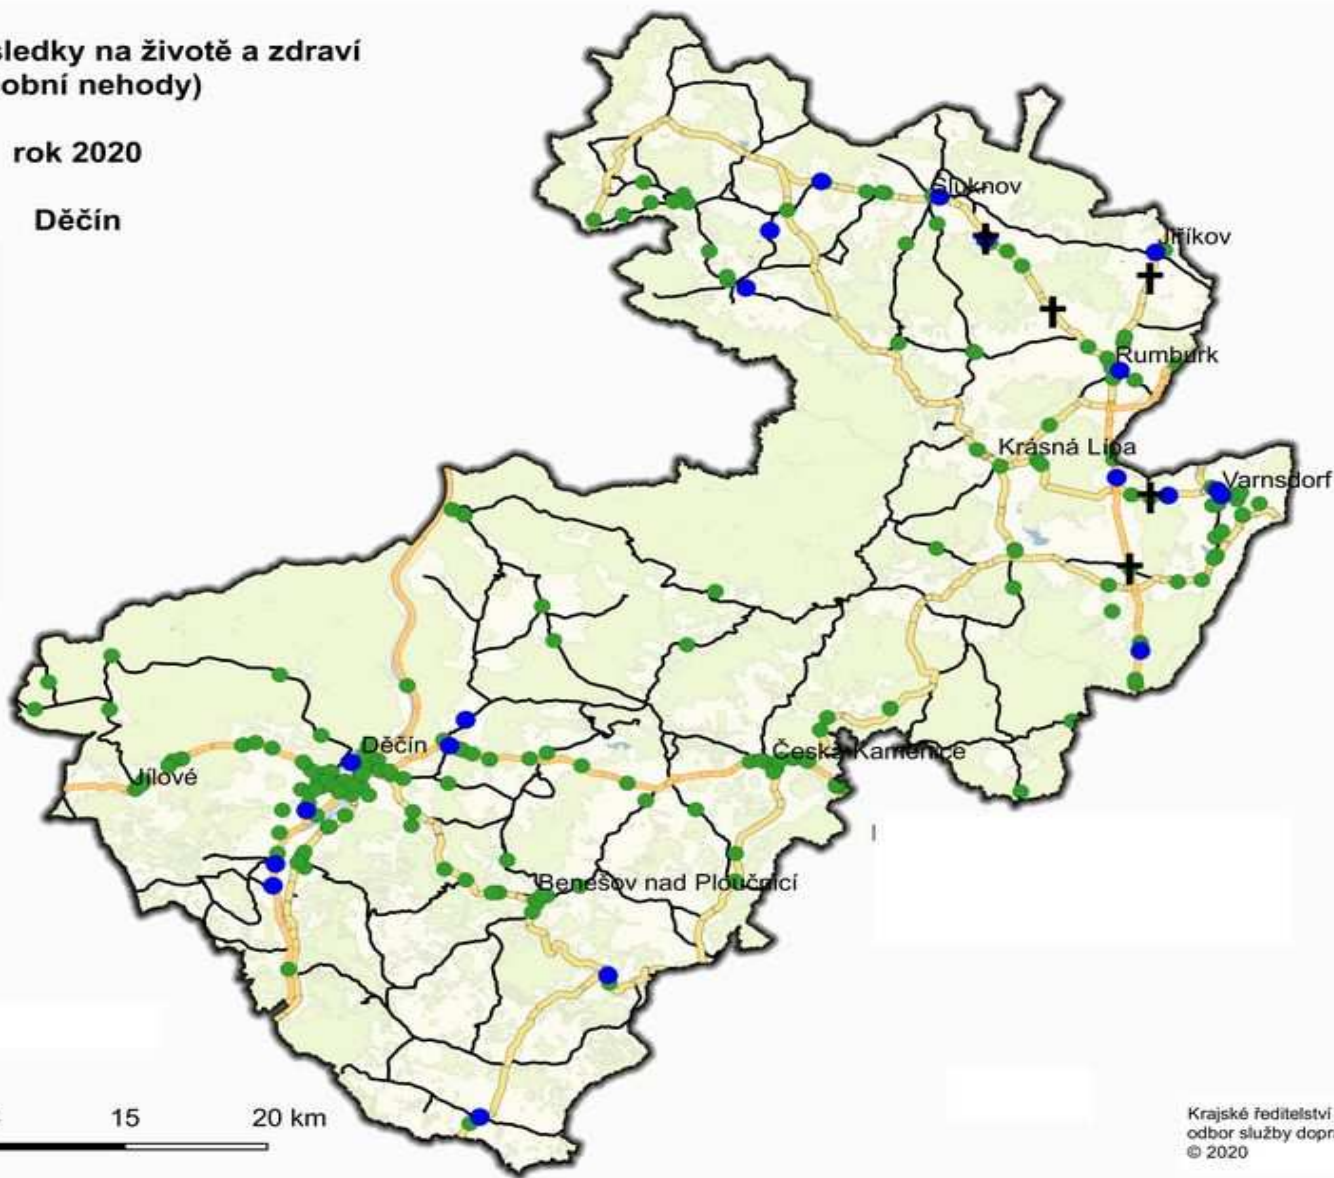 sledky na životě a zdraví
obní nehody)
rok 2020
Děčín
Šluknov
Jiříkov
Rumburk
Krásná Lípa
Varnsdorf
Děčín
Česká Kamenice
Jílové
Benešov nad Ploučnicí
15 20 km
Krajské ředitelství
odbor služby dopr
© 2020